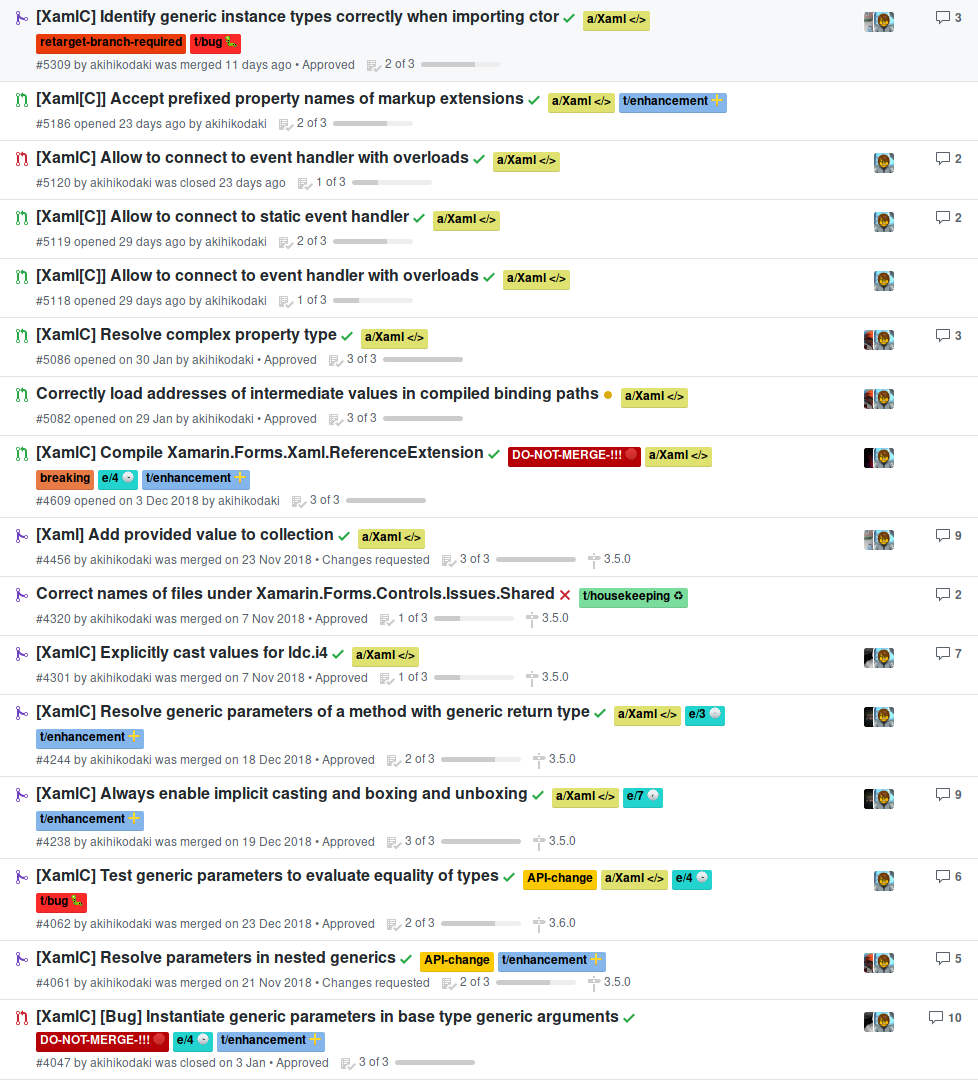 [XamlC] Identify generic instance types correctly when importing ctor a/Xaml </> 3
retarget-branch-required t/bug
#5309 by akihikodaki was merged 11 days ago • Approved 2 of 3
[Xaml[C]] Accept prefixed property names of markup extensions a/Xaml </> t/enhancement
#5186 opened 23 days ago by akihikodaki 2 of 3
[XamlC] Allow to connect to event handler with overloads a/Xaml </> 2
#5120 by akihikodaki was closed 23 days ago 1 of 3
[Xaml[C]] Allow to connect to static event handler a/Xaml </> 2
#5119 opened 29 days ago by akihikodaki 2 of 3
[Xaml[C]] Allow to connect to event handler with overloads a/Xaml </>
#5118 opened 29 days ago by akihikodaki 1 of 3
[XamlC] Resolve complex property type a/Xaml </> 3
#5086 opened on 30 Jan by akihikodaki • Approved 3 of 3
Correctly load addresses of intermediate values in compiled binding paths a/Xaml </>
#5082 opened on 29 Jan by akihikodaki • Approved 3 of 3
[XamlC] Compile Xamarin.Forms.Xaml.ReferenceExtension DO-NOT-MERGE-!!! a/Xaml </>
breaking e/4 t/enhancement
#4609 opened on 3 Dec 2018 by akihikodaki 3 of 3
[Xaml] Add provided value to collection a/Xaml </> 9
#4456 by akihikodaki was merged on 23 Nov 2018 • Changes requested 3 of 3 3.5.0
Correct names of files under Xamarin.Forms.Controls.Issues.Shared t/housekeeping ♻ 2
#4320 by akihikodaki was merged on 7 Nov 2018 • Approved 1 of 3 3.5.0
[XamlC] Explicitly cast values for ldc.i4 a/Xaml </> 7
#4301 by akihikodaki was merged on 7 Nov 2018 • Approved 1 of 3 3.5.0
[XamlC] Resolve generic parameters of a method with generic return type a/Xaml </> e/3
t/enhancement
#4244 by akihikodaki was merged on 18 Dec 2018 • Approved 2 of 3 3.5.0
[XamlC] Always enable implicit casting and boxing and unboxing a/Xaml </> e/7 9
t/enhancement
#4238 by akihikodaki was merged on 19 Dec 2018 • Approved 3 of 3 3.5.0
[XamlC] Test generic parameters to evaluate equality of types API-change a/Xaml </> e/4 6
t/bug
#4062 by akihikodaki was merged on 23 Dec 2018 • Approved 2 of 3 3.6.0
[XamlC] Resolve parameters in nested generics API-change t/enhancement 5
#4061 by akihikodaki was merged on 21 Nov 2018 • Changes requested 2 of 3 3.5.0
[XamlC] [Bug] Instantiate generic parameters in base type generic arguments 10
DO-NOT-MERGE-!!! e/4 t/enhancement
#4047 by akihikodaki was closed on 3 Jan • Approved 3 of 3